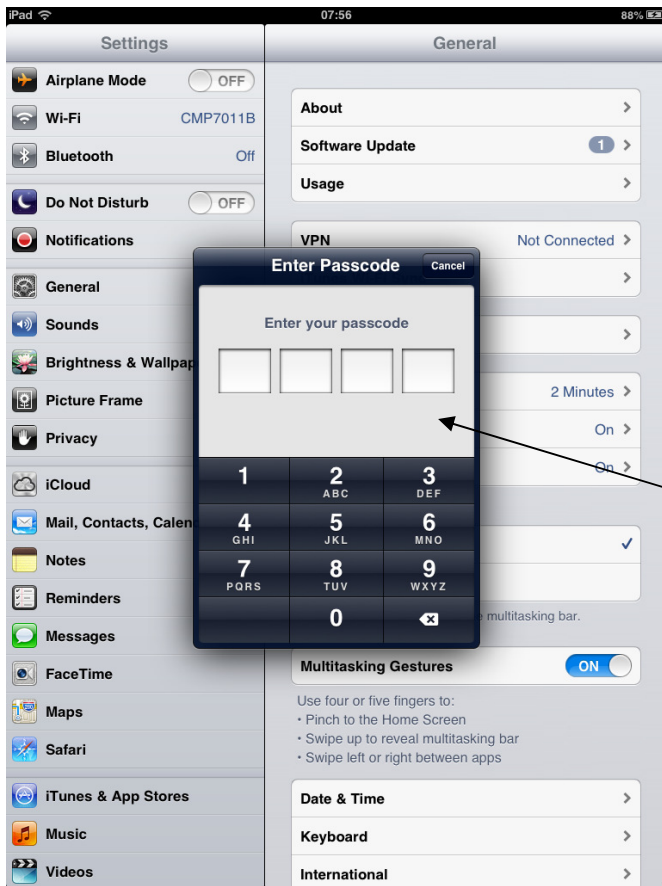 iPad 07:56 88%
Settings
Airplane Mode OFF
Wi-Fi CMP7011B
Bluetooth Off
Do Not Disturb OFF
Notifications
General
Sounds
Brightness & Wallpap
Picture Frame
Privacy
iCloud
Mail, Contacts, Calen
Notes
Reminders
Messages
FaceTime
Maps
Safari
iTunes & App Stores
Music
Videos
General
About
Software Update 1
Usage
VPN Not Connected
2 Minutes
On
On
multitasking bar.
Multitasking Gestures ON
Use four or five fingers to:
• Pinch to the Home Screen
• Swipe up to reveal multitasking bar
• Swipe left or right between apps
Date & Time
Keyboard
International
Enter Passcode Cancel
Enter your passcode
1 2 3
ABC DEF
4 5 6
GHI JKL MNO
7 8 9
PQRS TUV WXYZ
0